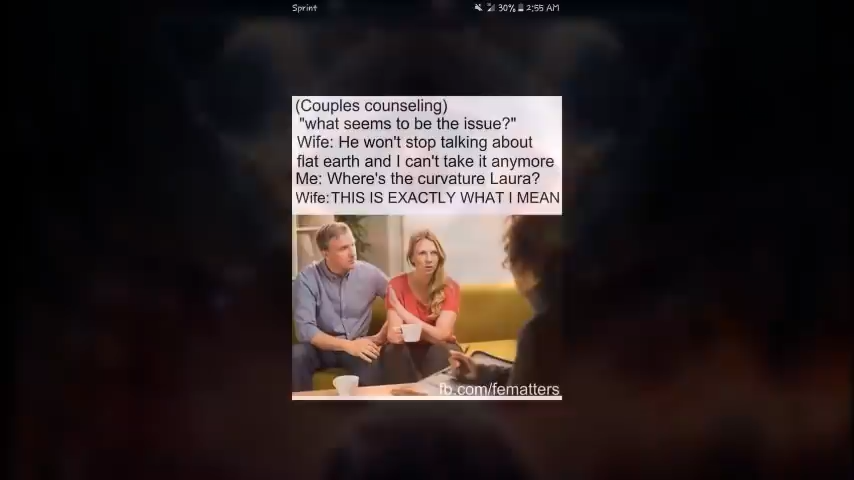 Sprint 30% 2:55 AM
(Couples counseling)
"what seems to be the issue?"
Wife: He won't stop talking about
flat earth and I can't take it anymore
Me: Where's the curvature Laura?
Wife:THIS IS EXACTLY WHAT I MEAN
fb.com/fematters